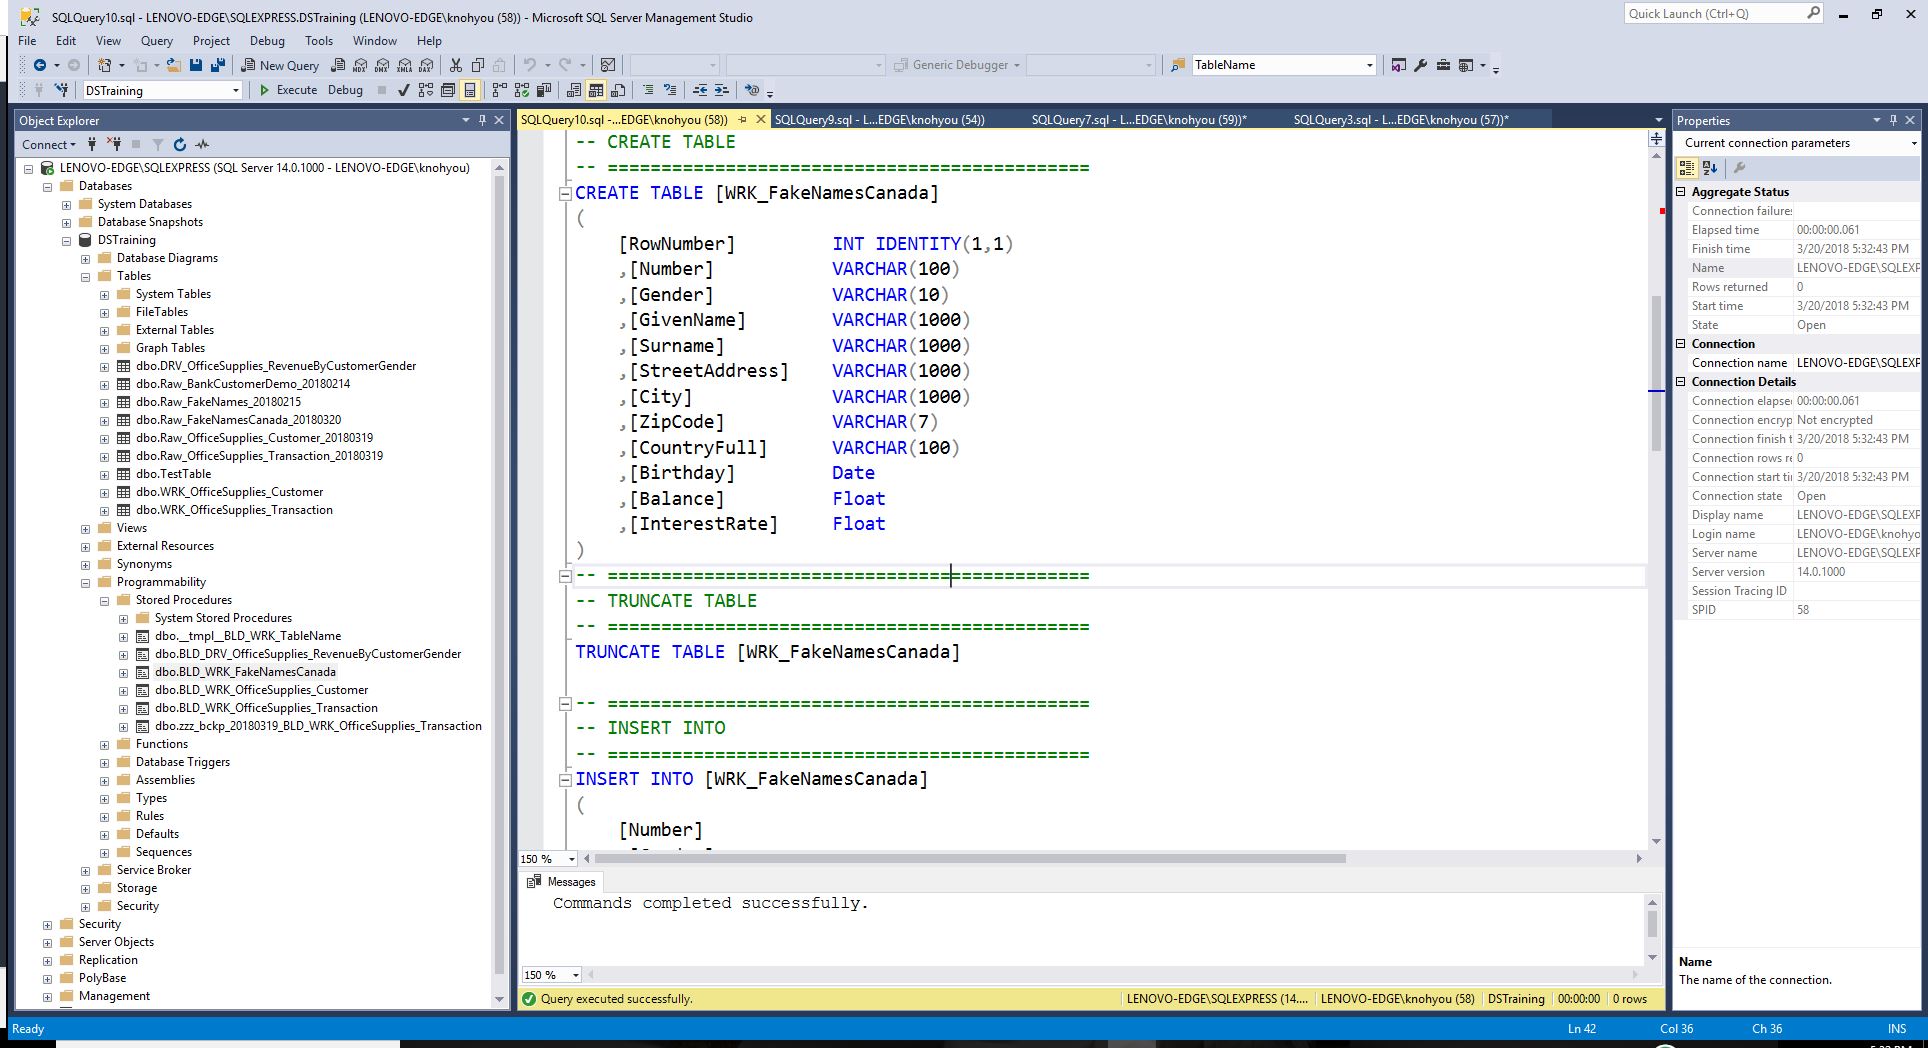 SQLQuery10.sql - LENOVO-EDGE\SQLEXPRESS.DSTraining (LENOVO-EDGE\knohyou (58)) - Microsoft SQL Server Management Studio
Quick Launch (Ctrl+Q)
File Edit View Query Project Debug Tools Window Help
New Query MDX DMX XMLA DAX Generic Debugger TableName
DSTraining Execute Debug
Object Explorer
Connect
LENOVO-EDGE\SQLEXPRESS (SQL Server 14.0.1000 - LENOVO-EDGE\knohyou)
Databases
System Databases
Database Snapshots
DSTraining
Database Diagrams
Tables
System Tables
FileTables
External Tables
Graph Tables
dbo.DRV_OfficeSupplies_RevenueByCustomerGender
dbo.Raw_BankCustomerDemo_20180214
dbo.Raw_FakeNames_20180215
dbo.Raw_FakeNamesCanada_20180320
dbo.Raw_OfficeSupplies_Customer_20180319
dbo.Raw_OfficeSupplies_Transaction_20180319
dbo.TestTable
dbo.WRK_OfficeSupplies_Customer
dbo.WRK_OfficeSupplies_Transaction
Views
External Resources
Synonyms
Programmability
Stored Procedures
System Stored Procedures
dbo.__tmpl__BLD_WRK_TableName
dbo.BLD_DRV_OfficeSupplies_RevenueByCustomerGender
dbo.BLD_WRK_FakeNamesCanada
dbo.BLD_WRK_OfficeSupplies_Customer
dbo.BLD_WRK_OfficeSupplies_Transaction
dbo.zzz_bckp_20180319_BLD_WRK_OfficeSupplies_Transaction
Functions
Database Triggers
Assemblies
Types
Rules
Defaults
Sequences
Service Broker
Storage
Security
Security
Server Objects
Replication
PolyBase
Management
SQLQuery10.sql -...EDGE\knohyou (58)) SQLQuery9.sql - L...EDGE\knohyou (54)) SQLQuery7.sql - L...EDGE\knohyou (59))* SQLQuery3.sql - L...EDGE\knohyou (57))*
-- CREATE TABLE
-- =============================================
CREATE TABLE [WRK_FakeNamesCanada]
(
[RowNumber] INT IDENTITY(1,1)
,[Number] VARCHAR(100)
,[Gender] VARCHAR(10)
,[GivenName] VARCHAR(1000)
,[Surname] VARCHAR(1000)
,[StreetAddress] VARCHAR(1000)
,[City] VARCHAR(1000)
,[ZipCode] VARCHAR(7)
,[CountryFull] VARCHAR(100)
,[Birthday] Date
,[Balance] Float
,[InterestRate] Float
)
-- =============================================
-- TRUNCATE TABLE
-- =============================================
TRUNCATE TABLE [WRK_FakeNamesCanada]
-- =============================================
-- INSERT INTO
-- =============================================
INSERT INTO [WRK_FakeNamesCanada]
(
[Number]
150 %
Messages
Commands completed successfully.
150 %
Query executed successfully. LENOVO-EDGE\SQLEXPRESS (14.... LENOVO-EDGE\knohyou (58) DSTraining 00:00:00 0 rows
Properties
Current connection parameters
Aggregate Status
Connection failures
Elapsed time 00:00:00.061
Finish time 3/20/2018 5:32:43 PM
Name LENOVO-EDGE\SQLEXP
Rows returned 0
Start time 3/20/2018 5:32:43 PM
State Open
Connection
Connection name LENOVO-EDGE\SQLEXP
Connection Details
Connection elapse 00:00:00.061
Connection encryp Not encrypted
Connection finish t 3/20/2018 5:32:43 PM
Connection rows re 0
Connection start ti 3/20/2018 5:32:43 PM
Connection state Open
Display name LENOVO-EDGE\SQLEXP
Login name LENOVO-EDGE\knohyo
Server name LENOVO-EDGE\SQLEXP
Server version 14.0.1000
Session Tracing ID
SPID 58
Name
The name of the connection.
Ready Ln 42 Col 36 Ch 36 INS